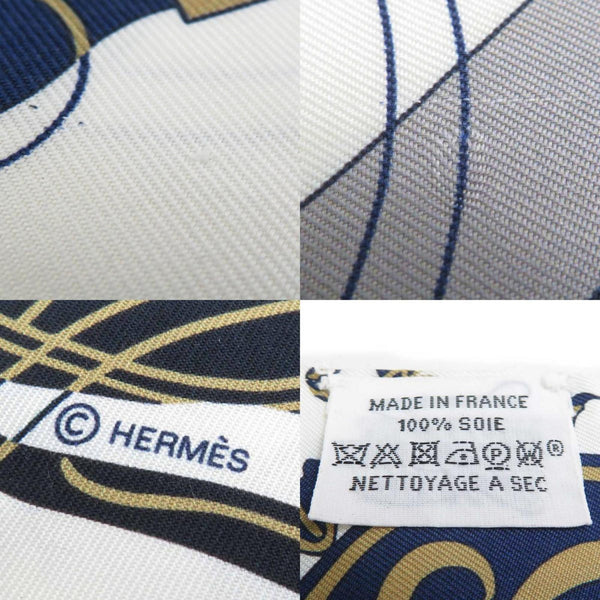 © HERMÈS
MADE IN FRANCE
100% SOIE
®
NETTOYAGE A SEC